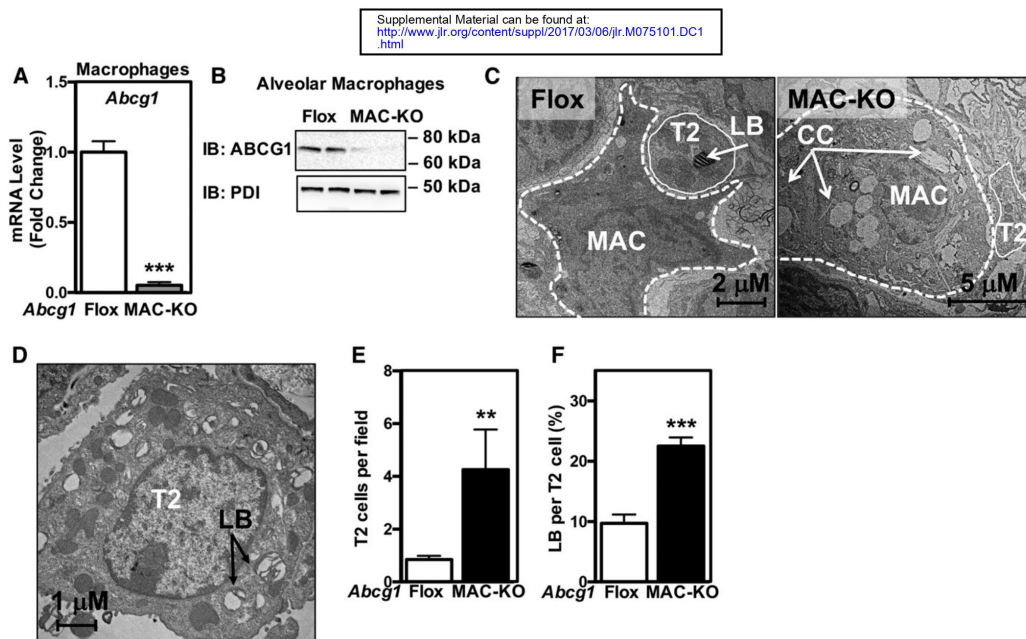 Supplemental Material can be found at:
http://www.jlr.org/content/suppl/2017/03/06/jlr.M075101.DC1
.html
A
Macrophages
Abcg1
mRNA Level
(Fold Change)
1.5
1.0
0.5
0.0
***
Abcg1 Flox MAC-KO
B
Alveolar Macrophages
Flox MAC-KO
IB: ABCG1
80 kDa
60 kDa
IB: PDI
50 kDa
C
Flox
T2
LB
MAC
2 μM
MAC-KO
CC
MAC
T2
5 μM
D
T2
LB
1 μM
E
T2 cells per field
8
6
4
2
0
**
Abcg1 Flox MAC-KO
F
LB per T2 cell (%)
30
20
10
0
***
Abcg1 Flox MAC-KO